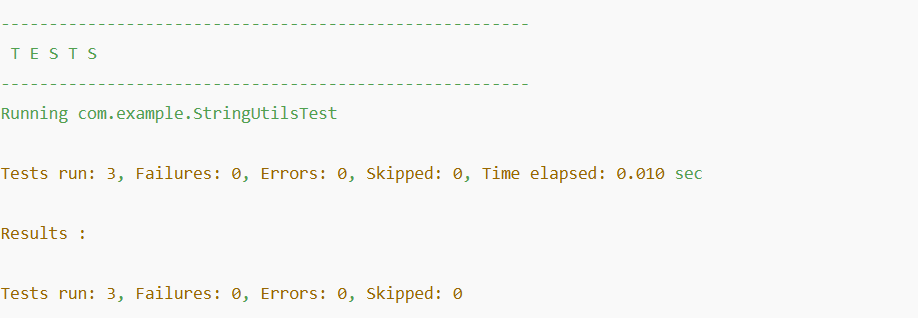 -------------------------------------------------------
T E S T S
-------------------------------------------------------
Running com.example.StringUtilsTest
Tests run: 3, Failures: 0, Errors: 0, Skipped: 0, Time elapsed: 0.010 sec
Results :
Tests run: 3, Failures: 0, Errors: 0, Skipped: 0